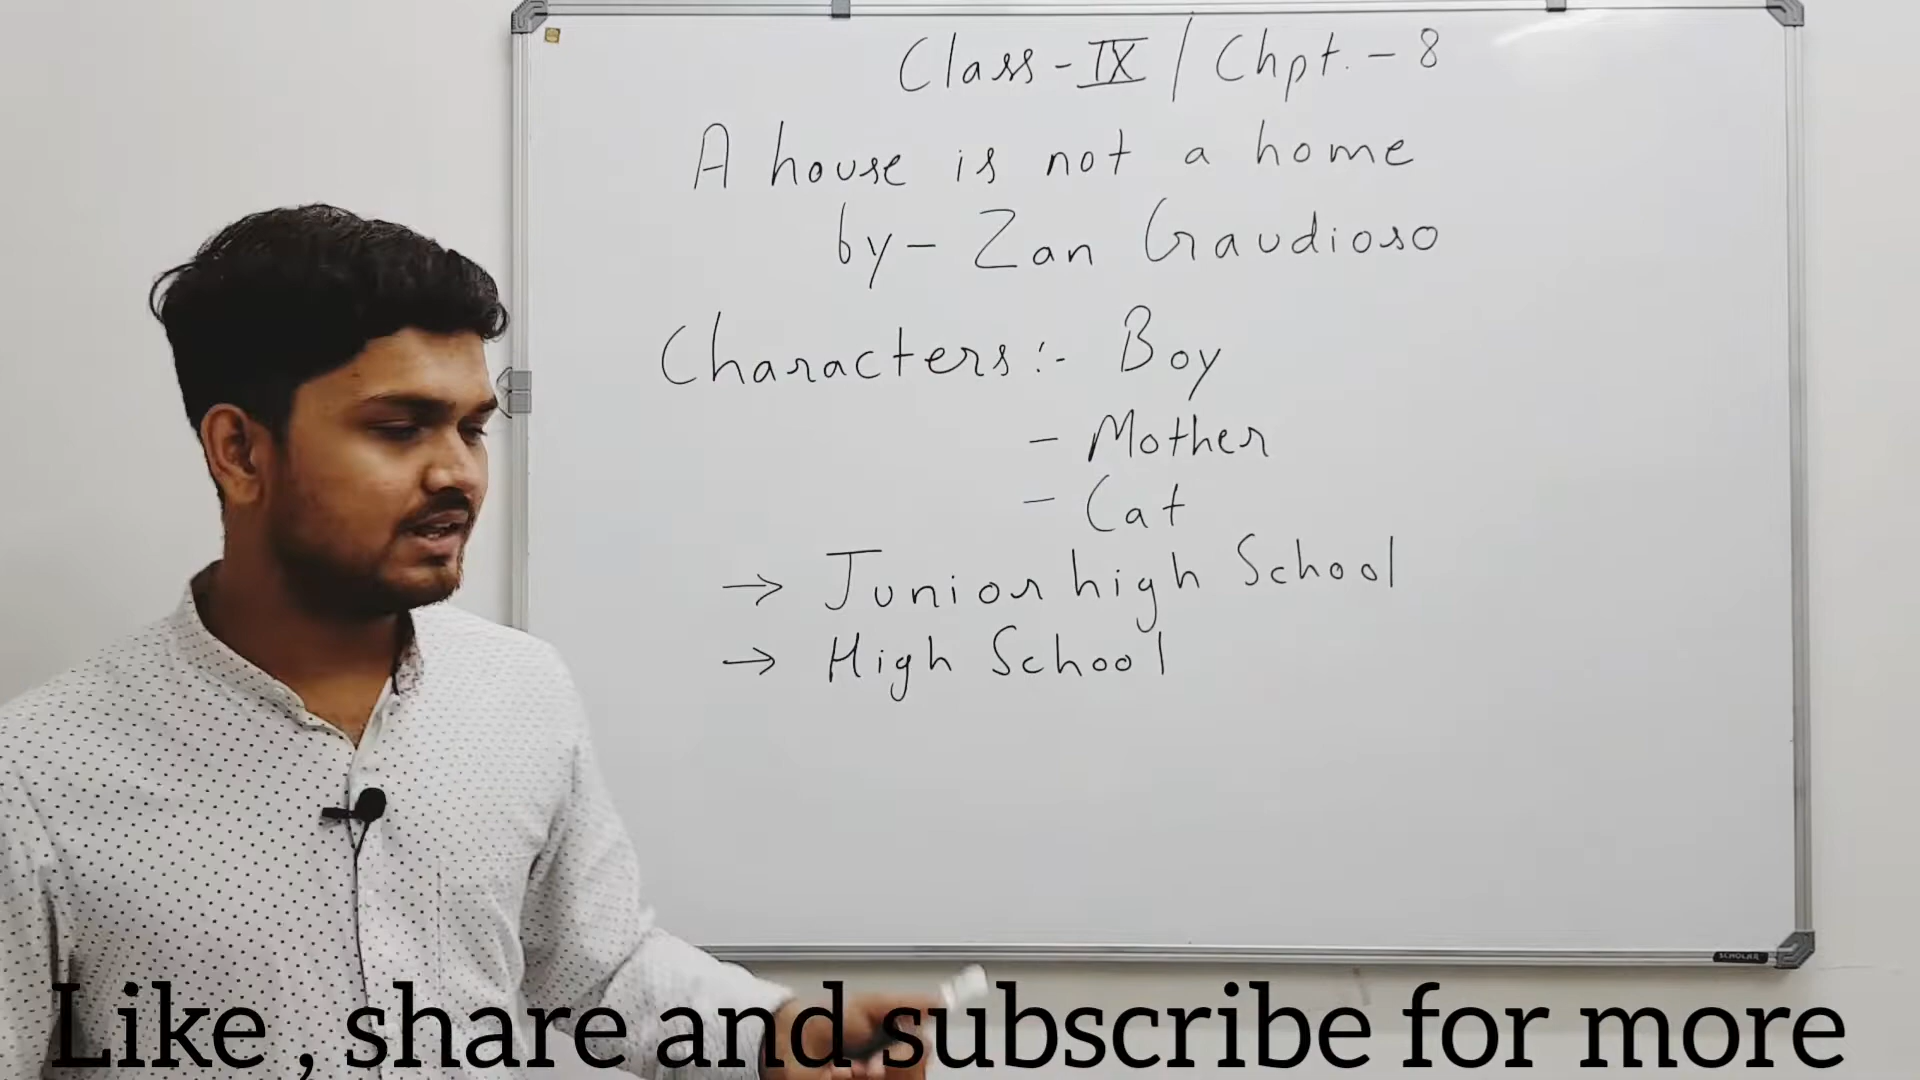 Class - IX / Chpt. - 8
A house is not a home
by - Zan Gaudioso
Characters :- Boy
- Mother
- Cat
→ Junior high School
→ High School
SCHOLAR
Like , share and subscribe for more